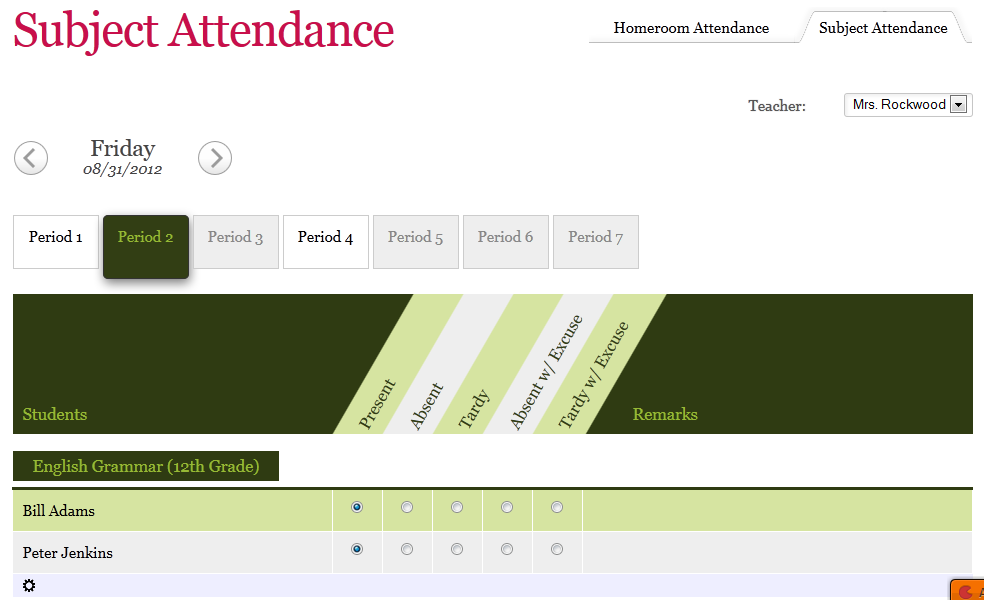 Subject Attendance
Homeroom Attendance
Subject Attendance
Teacher:
Mrs. Rockwood
Friday
08/31/2012
Period 1
Period 2
Period 3
Period 4
Period 5
Period 6
Period 7
Students
Present
Absent
Tardy
Absent w/ Excuse
Tardy w/ Excuse
Remarks
English Grammar (12th Grade)
Bill Adams
Peter Jenkins